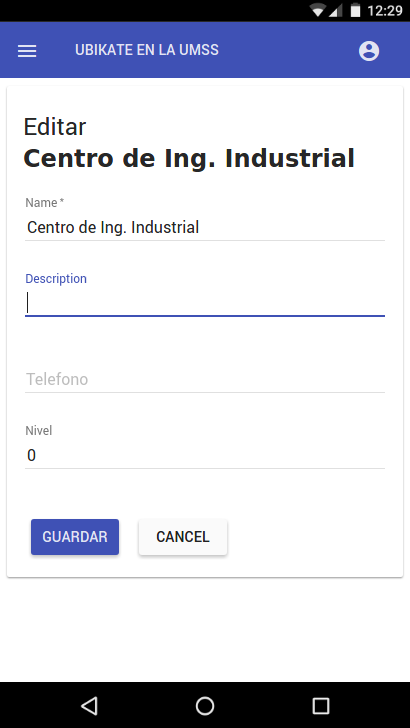 12:29
UBIKATE EN LA UMSS
Editar
Centro de Ing. Industrial
Name *
Centro de Ing. Industrial
Description
Telefono
Nivel
0
GUARDAR CANCEL